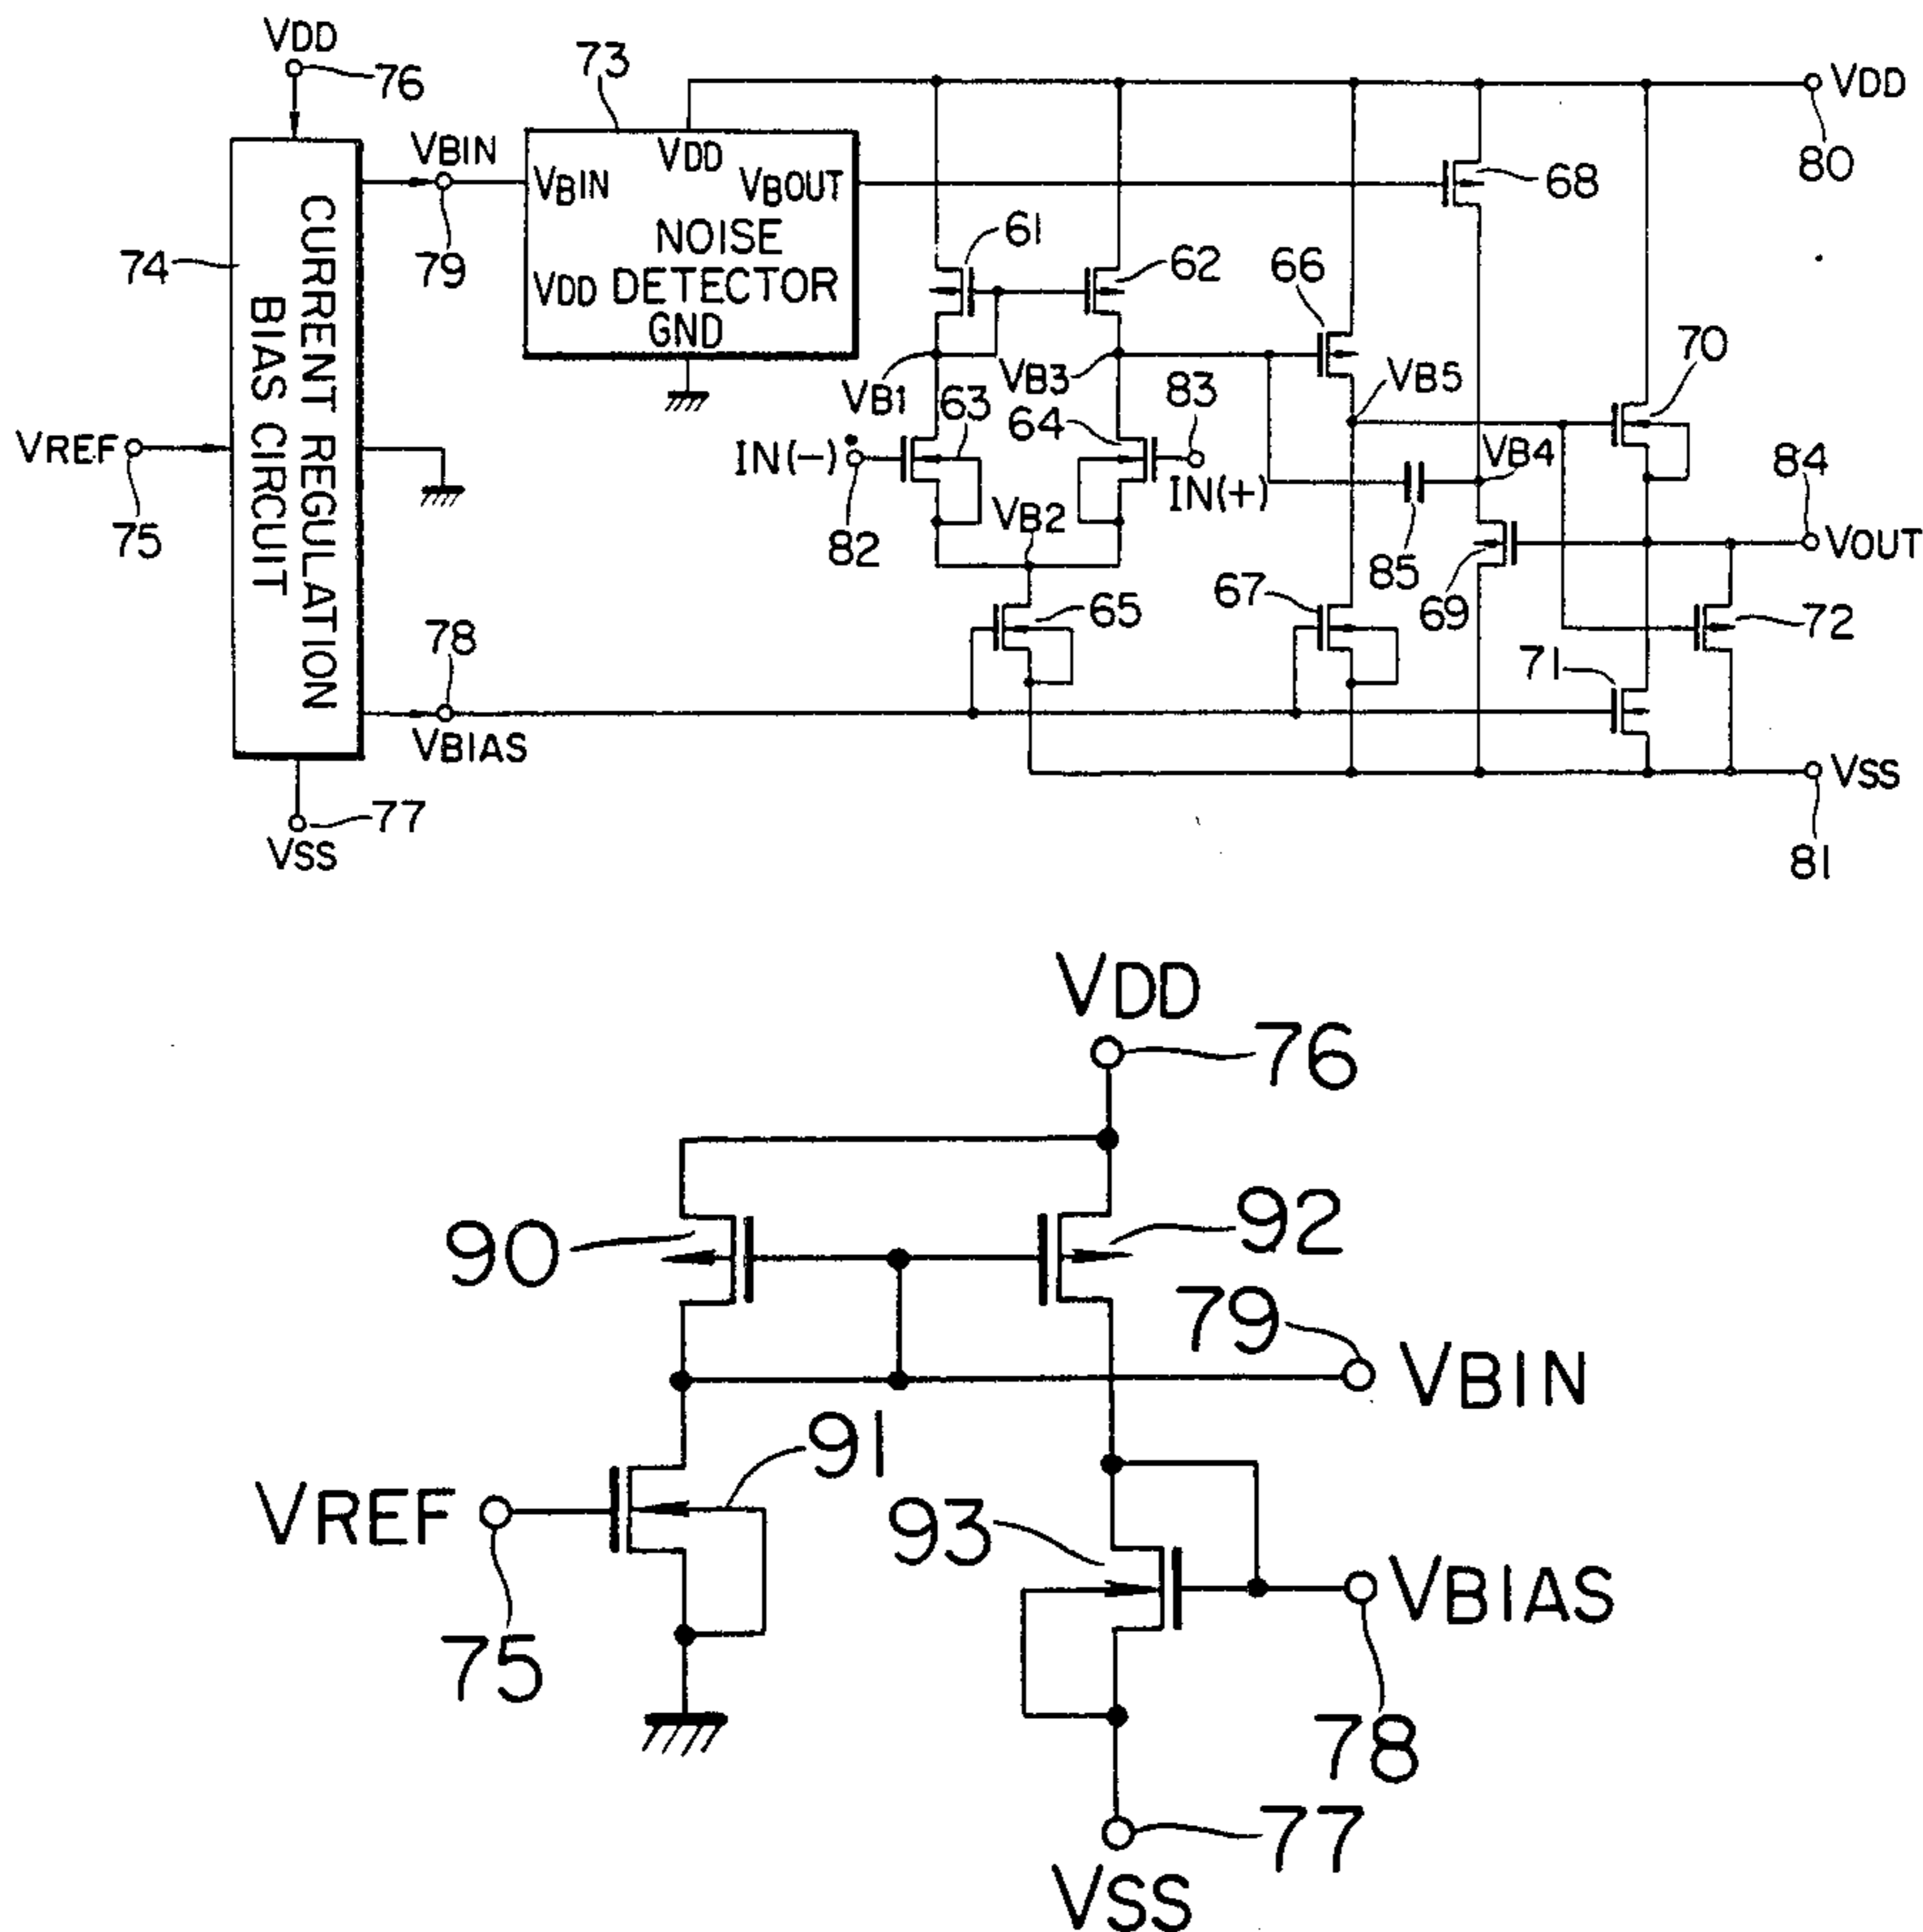 VDD
76
73
VDD
80
VBIN
VDD
VBIN
VBOUT
68
74
79
NOISE
VDD DETECTOR
GND
61
62
66
70
CURRENT REGULATION
BIAS CIRCUIT
VB1
63
VB3
64
83
VB5
VREF
75
IN(-)
82
IN(+)
VB2
VB4
84
85
VOUT
65
67
69
72
78
71
VBIAS
VSS
77
VSS
81
VDD
76
90
92
79
VBIN
91
VREF
75
93
VBIAS
78
77
VSS